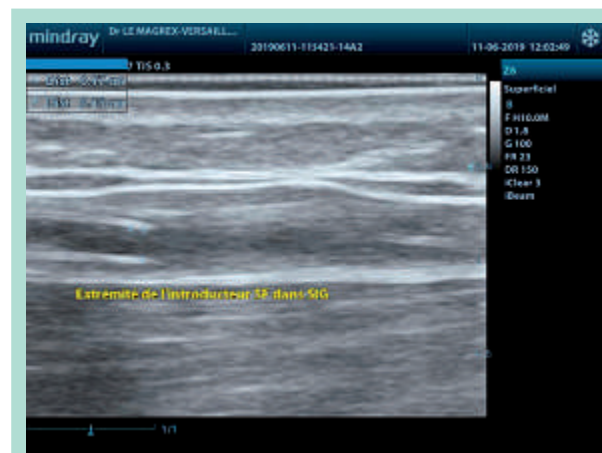 mindray
Dr LE MAGREX-VERSAILL...
20190611-115421-14A2
11-06-2019 12:02:49
TIS 0.3
Z6
Superficiel
B
F H10.0M
D 1.8
G 100
FR 23
DR 150
iClear 3
iBeam
Extrémité de l'introducteur 5F dans SIG
1/1